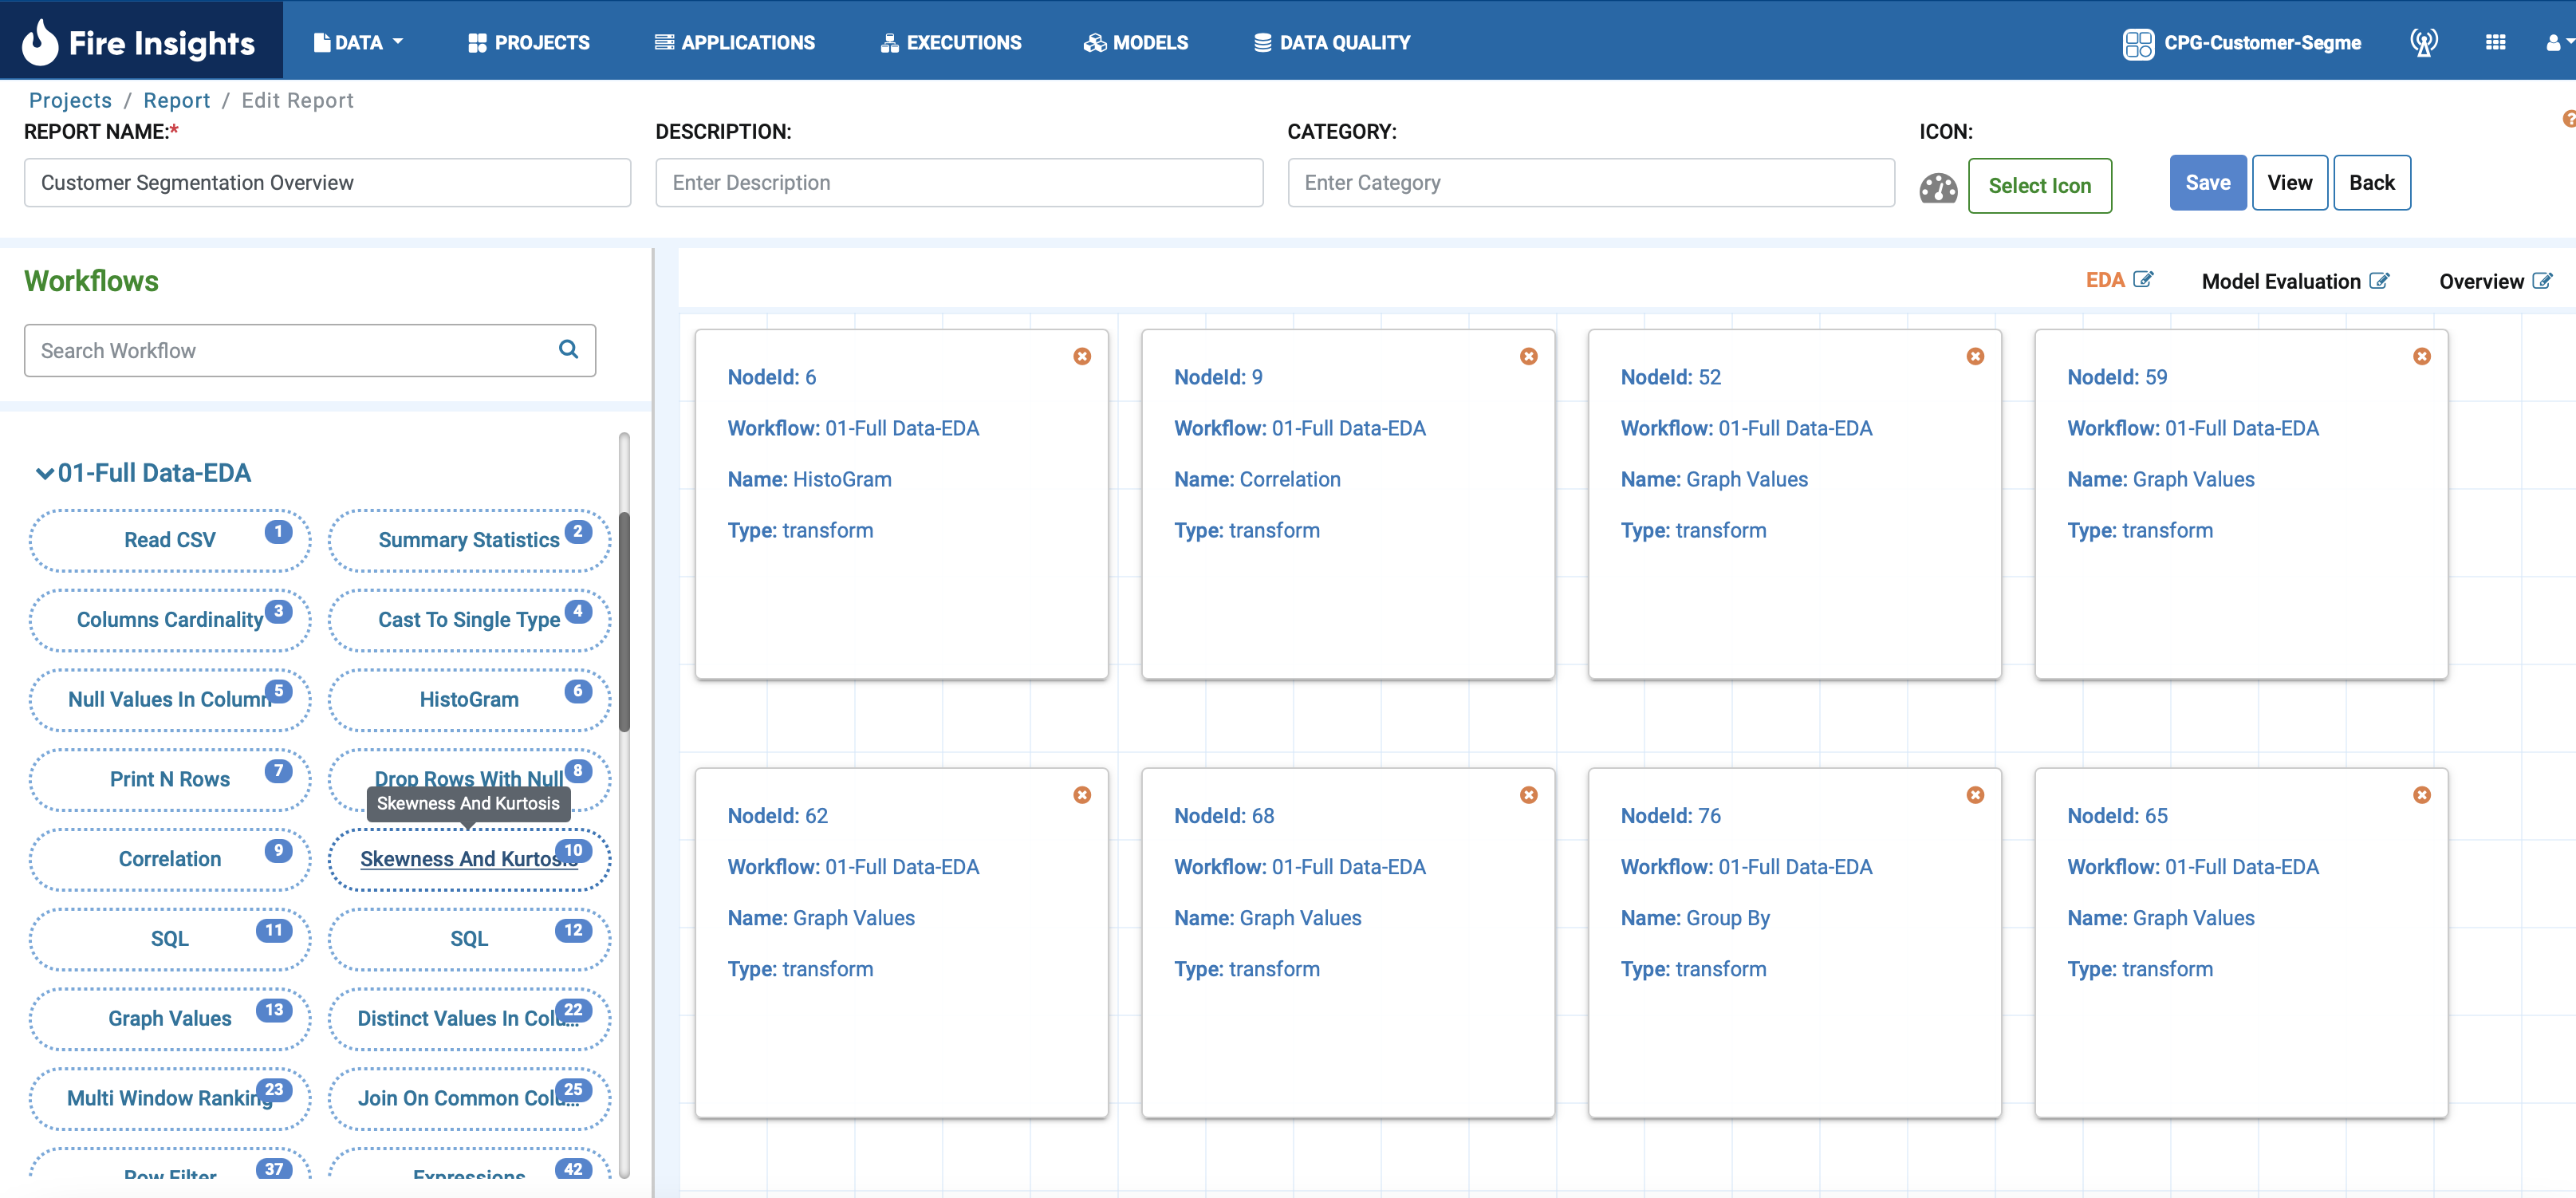 Fire Insights
DATA
PROJECTS
APPLICATIONS
EXECUTIONS
MODELS
DATA QUALITY
CPG-Customer-Segme
Projects / Report / Edit Report
REPORT NAME:*
DESCRIPTION:
CATEGORY:
ICON:
Customer Segmentation Overview
Enter Description
Enter Category
Select Icon
Save
View
Back
Workflows
Search Workflow
01-Full Data-EDA
Read CSV 1
Summary Statistics 2
Columns Cardinality 3
Cast To Single Type 4
Null Values In Column 5
HistoGram 6
Print N Rows 7
Drop Rows With Null 8
Skewness And Kurtosis
Correlation 9
Skewness And Kurtosis 10
SQL 11
SQL 12
Graph Values 13
Distinct Values In Colu... 22
Multi Window Ranking 23
Join On Common Colu... 25
Row Filter 37
Expressions 42
EDA
Model Evaluation
Overview
NodeId: 6
Workflow: 01-Full Data-EDA
Name: HistoGram
Type: transform
NodeId: 9
Workflow: 01-Full Data-EDA
Name: Correlation
Type: transform
NodeId: 52
Workflow: 01-Full Data-EDA
Name: Graph Values
Type: transform
NodeId: 59
Workflow: 01-Full Data-EDA
Name: Graph Values
Type: transform
NodeId: 62
Workflow: 01-Full Data-EDA
Name: Graph Values
Type: transform
NodeId: 68
Workflow: 01-Full Data-EDA
Name: Graph Values
Type: transform
NodeId: 76
Workflow: 01-Full Data-EDA
Name: Group By
Type: transform
NodeId: 65
Workflow: 01-Full Data-EDA
Name: Graph Values
Type: transform